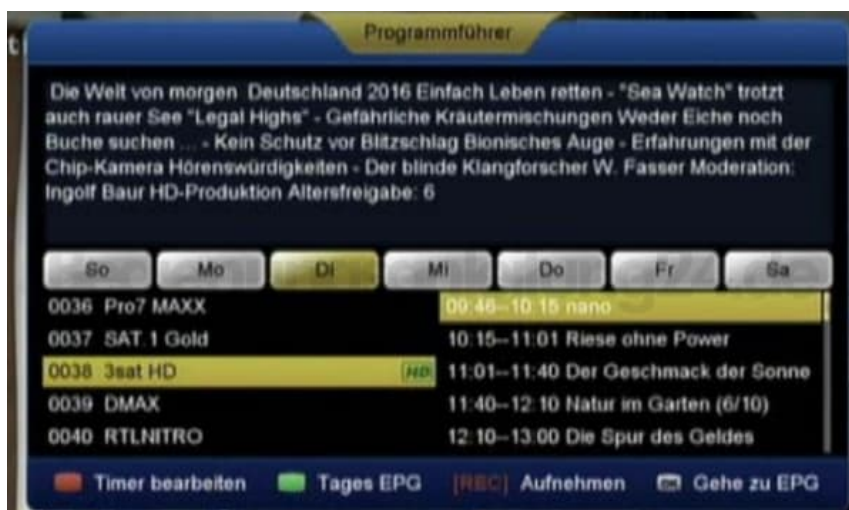 Programmführer
Die Welt von morgen Deutschland 2016 Einfach Leben retten - "Sea Watch" trotzt
auch rauer See "Legal Highs" - Gefährliche Kräutermischungen Weder Eiche noch
Buche suchen ... - Kein Schutz vor Blitzschlag Bionisches Auge - Erfahrungen mit der
Chip-Kamera Hörenswürdigkeiten - Der blinde Klangforscher W. Fasser Moderation:
Ingolf Baur HD-Produktion Altersfreigabe: 6
So Mo Di Mi Do Fr Sa
0036 Pro7 MAXX 09:46--10:15 nano
0037 SAT.1 Gold 10:15--11:01 Riese ohne Power
0038 3sat HD HD 11:01--11:40 Der Geschmack der Sonne
0039 DMAX 11:40--12:10 Natur im Garten (6/10)
0040 RTLNITRO 12:10--13:00 Die Spur des Geldes
Timer bearbeiten Tages EPG [REC] Aufnehmen OK Gehe zu EPG